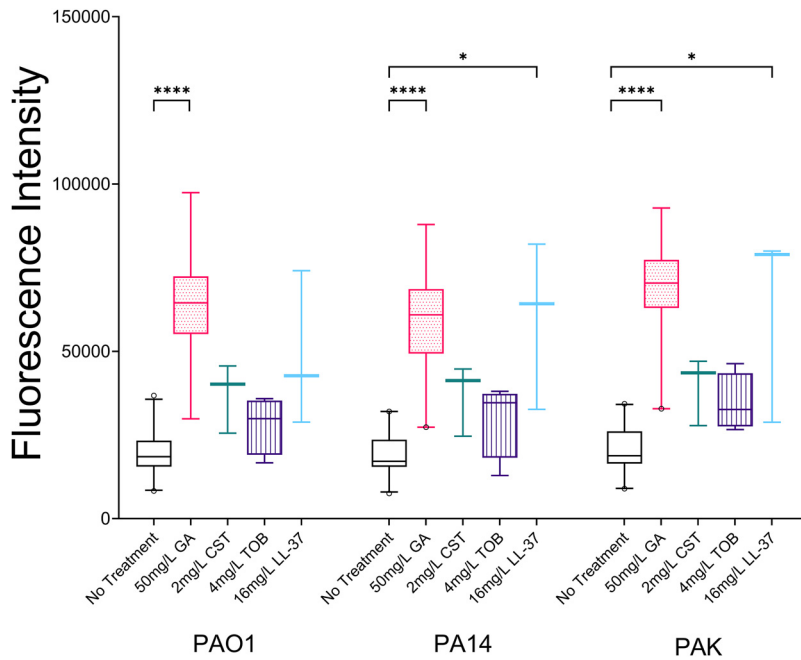 Fluorescence Intensity
150000
100000
50000
0
****
****
*
****
*
No Treatment
50mg/L GA
2mg/L CST
4mg/L TOB
16mg/L LL-37
No Treatment
50mg/L GA
2mg/L CST
4mg/L TOB
16mg/L LL-37
No Treatment
50mg/L GA
2mg/L CST
4mg/L TOB
16mg/L LL-37
PAO1
PA14
PAK